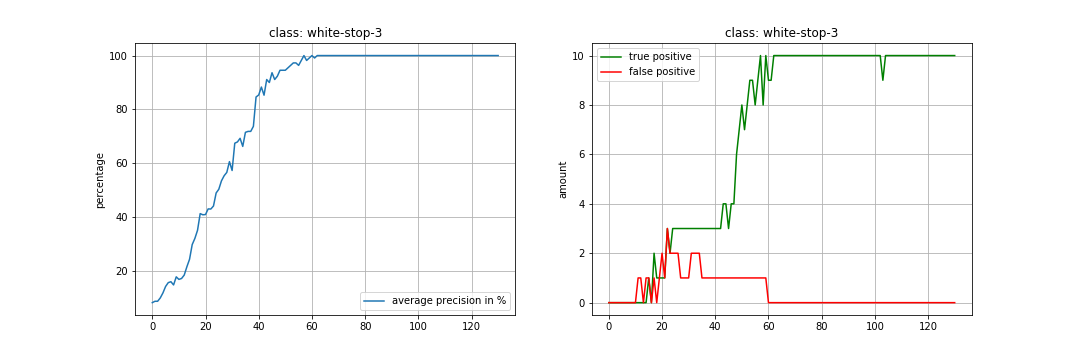 class: white-stop-3
percentage
100
80
60
40
20
0 20 40 60 80 100 120
average precision in %
class: white-stop-3
amount
10
8
6
4
2
0
0 20 40 60 80 100 120
true positive
false positive